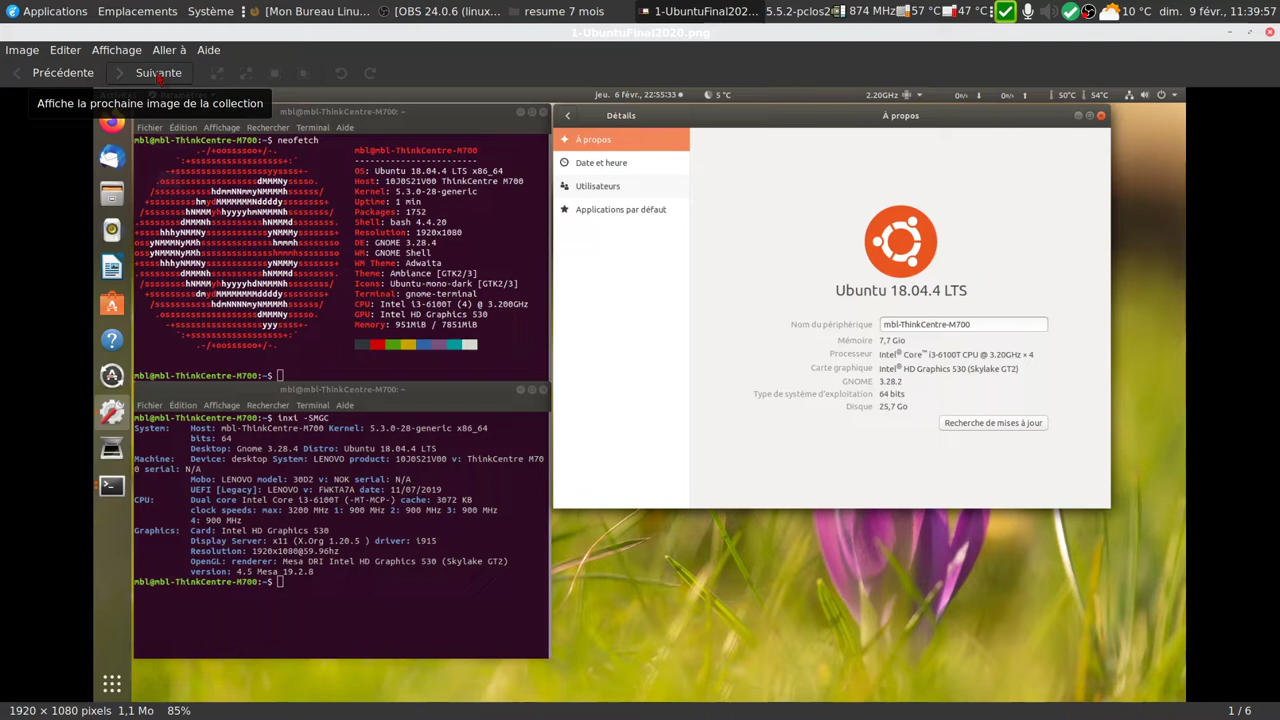 Applications Emplacements Système [Mon Bureau Linu... [OBS 24.0.6 (linux... resume 7 mois 1-UbuntuFinal202... 5.5.2-pclos2 874 MHz 57 °C 47 °C 10 °C dim. 9 févr., 11:39:57
1-UbuntuFinal2020.png
Image Editer Affichage Aller à Aide
Précédente Suivante
Affiche la prochaine image de la collection
jeu. 6 févr., 22:55:33 5 °C 2.20GHz 50°C 54°C
mbl@mbl-ThinkCentre-M700: ~
Fichier Édition Affichage Rechercher Terminal Aide
mbl@mbl-ThinkCentre-M700:~$ neofetch
mbl@mbl-ThinkCentre-M700
------------------------
OS: Ubuntu 18.04.4 LTS x86_64
Host: 10J0S21V00 ThinkCentre M700
Kernel: 5.3.0-28-generic
Uptime: 1 min
Packages: 1752
Shell: bash 4.4.20
Resolution: 1920x1080
DE: GNOME 3.28.4
WM: GNOME Shell
WM Theme: Adwaita
Theme: Ambiance [GTK2/3]
Icons: Ubuntu-mono-dark [GTK2/3]
Terminal: gnome-terminal
CPU: Intel i3-6100T (4) @ 3.200GHz
GPU: Intel HD Graphics 530
Memory: 951MiB / 7851MiB
mbl@mbl-ThinkCentre-M700:~$
mbl@mbl-ThinkCentre-M700: ~
Fichier Édition Affichage Rechercher Terminal Aide
mbl@mbl-ThinkCentre-M700:~$ inxi -SMGC
System: Host: mbl-ThinkCentre-M700 Kernel: 5.3.0-28-generic x86_64
bits: 64
Desktop: Gnome 3.28.4 Distro: Ubuntu 18.04.4 LTS
Machine: Device: desktop System: LENOVO product: 10J0S21V00 v: ThinkCentre M70
0 serial: N/A
Mobo: LENOVO model: 30D2 v: NOK serial: N/A
UEFI [Legacy]: LENOVO v: FWKTA7A date: 11/07/2019
CPU: Dual core Intel Core i3-6100T (-MT-MCP-) cache: 3072 KB
clock speeds: max: 3200 MHz 1: 900 MHz 2: 900 MHz 3: 900 MHz
4: 900 MHz
Graphics: Card: Intel HD Graphics 530
Display Server: x11 (X.Org 1.20.5 ) driver: i915
Resolution: 1920x1080@59.96hz
OpenGL: renderer: Mesa DRI Intel HD Graphics 530 (Skylake GT2)
version: 4.5 Mesa 19.2.8
mbl@mbl-ThinkCentre-M700:~$
Détails À propos
À propos
Date et heure
Utilisateurs
Applications par défaut
Ubuntu 18.04.4 LTS
Nom du périphérique mbl-ThinkCentre-M700
Mémoire 7,7 Gio
Processeur Intel® Core™ i3-6100T CPU @ 3.20GHz × 4
Carte graphique Intel® HD Graphics 530 (Skylake GT2)
GNOME 3.28.2
Type de système d'exploitation 64 bits
Disque 25,7 Go
Recherche de mises à jour
1920 × 1080 pixels 1,1 Mo 85% 1 / 6